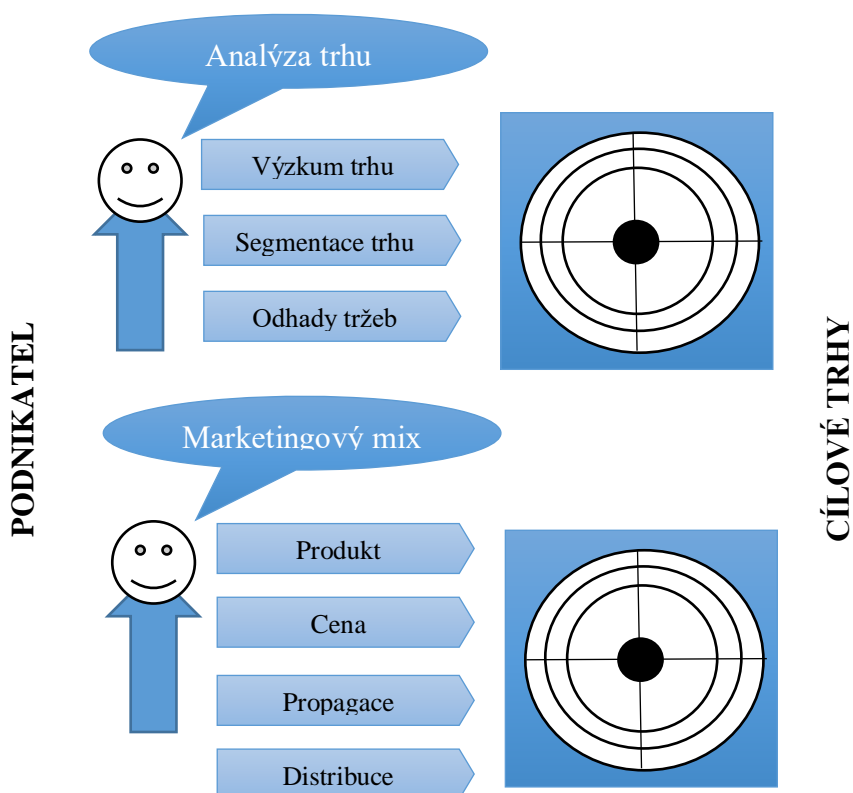 Analýza trhu
Výzkum trhu
Segmentace trhu
Odhady tržeb
PODNIKATEL
CÍLOVÉ TRHY
Marketingový mix
Produkt
Cena
Propagace
Distribuce